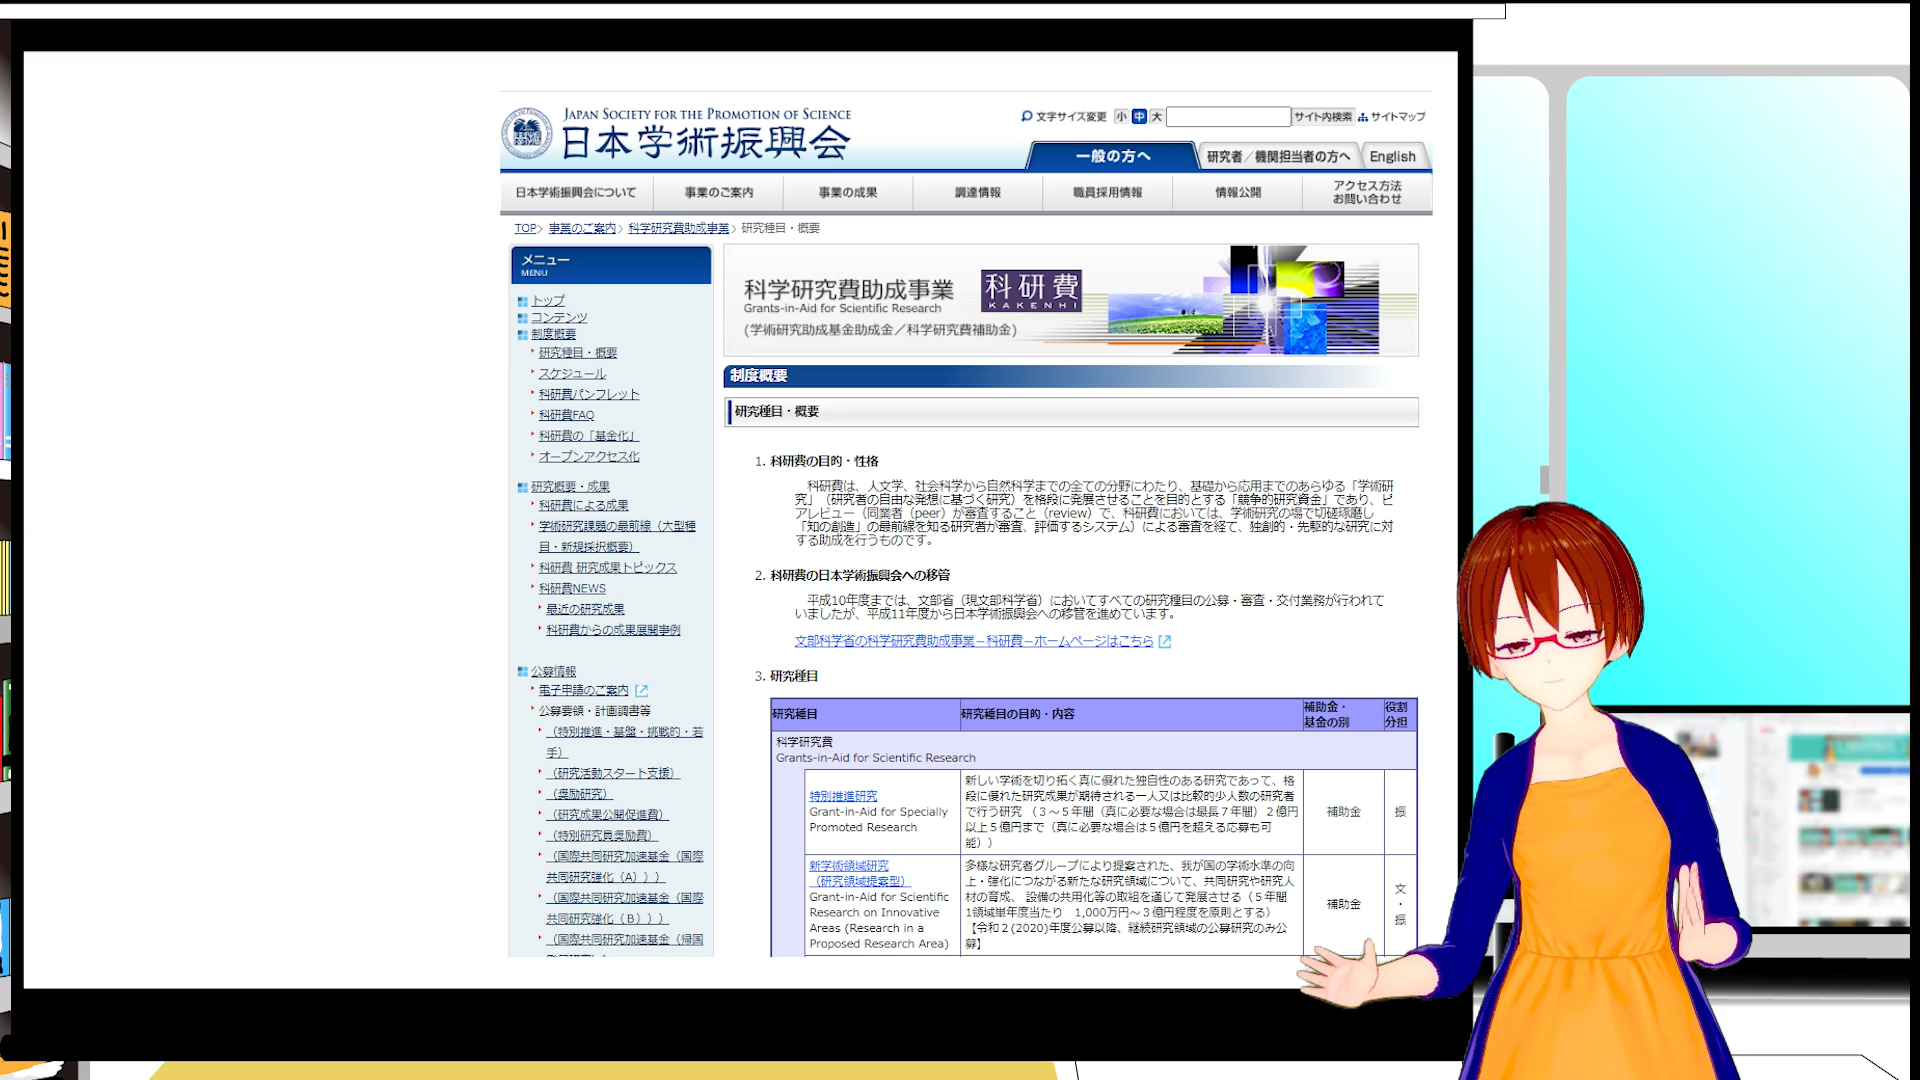 JAPAN SOCIETY FOR THE PROMOTION OF SCIENCE
日本学術振興会
文字サイズ変更 小 中 大 サイト内検索 サイトマップ
一般の方へ 研究者／機関担当者の方へ English
日本学術振興会について 事業のご案内 事業の成果 調達情報 職員採用情報 情報公開 アクセス方法
お問い合わせ
TOP> 事業のご案内> 科学研究費助成事業> 研究種目・概要
メニュー
MENU
トップ
コンテンツ
制度概要
研究種目・概要
スケジュール
科研費パンフレット
科研費FAQ
科研費の「基金化」
オープンアクセス化
研究概要・成果
科研費による成果
学術研究課題の最前線（大型種
目・新規採択概要）
科研費 研究成果トピックス
科研費NEWS
最近の研究成果
科研費からの成果展開事例
公募情報
電子申請のご案内
公募要領・計画調書等
（特別推進・基盤・挑戦的・若
手）
（研究活動スタート支援）
（奨励研究）
（研究成果公開促進費）
（特別研究員奨励費）
（国際共同研究加速基金（国際
共同研究強化（A）））
（国際共同研究加速基金（国際
共同研究強化（B）））
（国際共同研究加速基金（帰国
科学研究費助成事業
Grants-in-Aid for Scientific Research
(学術研究助成基金助成金／科学研究費補助金)
科研費
KAKENHI
制度概要
研究種目・概要
1. 科研費の目的・性格
科研費は、人文学、社会科学から自然科学までの全ての分野にわたり、基礎から応用までのあらゆる「学術研
究」（研究者の自由な発想に基づく研究）を格段に発展させることを目的とする「競争的研究資金」であり、ピ
アレビュー（同業者（peer）が審査すること（review）で、科研費においては、学術研究の場で切磋琢磨し
「知の創造」の最前線を知る研究者が審査、評価するシステム）による審査を経て、独創的・先駆的な研究に対
する助成を行うものです。
2. 科研費の日本学術振興会への移管
平成10年度までは、文部省（現文部科学省）においてすべての研究種目の公募・審査・交付業務が行われて
いましたが、平成11年度から日本学術振興会への移管を進めています。
文部科学省の科学研究費助成事業－科研費－ホームページはこちら
3. 研究種目
研究種目 研究種目の目的・内容 補助金・
基金の別 役割
分担
科学研究費
Grants-in-Aid for Scientific Research
特別推進研究
Grant-in-Aid for Specially
Promoted Research
新しい学術を切り拓く真に優れた独自性のある研究であって、格
段に優れた研究成果が期待される一人又は比較的少人数の研究者
で行う研究 （３～５年間（真に必要な場合は最長７年間）２億円
以上５億円まで（真に必要な場合は５億円を超える応募も可
能））
補助金
振
新学術領域研究
（研究領域提案型）
Grant-in-Aid for Scientific
Research on Innovative
Areas (Research in a
Proposed Research Area)
多様な研究者グループにより提案された、我が国の学術水準の向
上・強化につながる新たな研究領域について、共同研究や研究人
材の育成、 設備の共用化等の取組を通じて発展させる（５年間
1領域単年度当たり 1,000万円～３億円程度を原則とする）
【令和２(2020)年度公募以降、継続研究領域の公募研究のみ公
募】
補助金
文
・
振